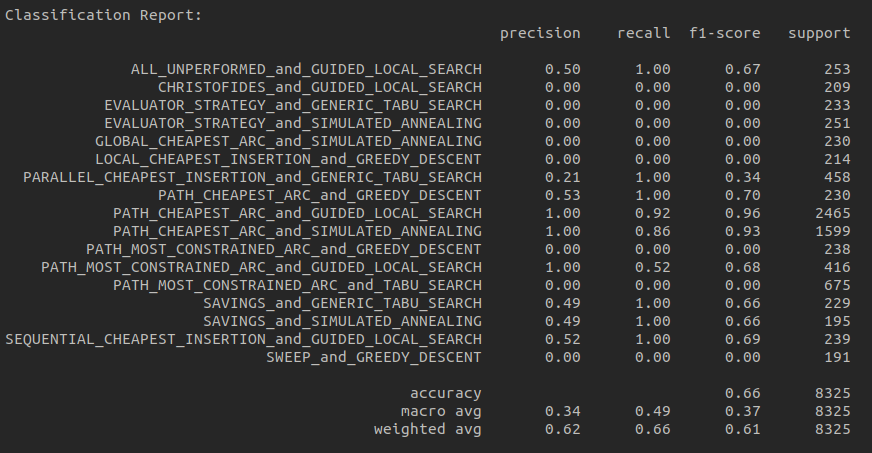 Classification Report:
precision recall f1-score support
ALL_UNPERFORMED_and_GUIDED_LOCAL_SEARCH 0.50 1.00 0.67 253
CHRISTOFIDES_and_GUIDED_LOCAL_SEARCH 0.00 0.00 0.00 209
EVALUATOR_STRATEGY_and_GENERIC_TABU_SEARCH 0.00 0.00 0.00 233
EVALUATOR_STRATEGY_and_SIMULATED_ANNEALING 0.00 0.00 0.00 251
GLOBAL_CHEAPEST_ARC_and_SIMULATED_ANNEALING 0.00 0.00 0.00 230
LOCAL_CHEAPEST_INSERTION_and_GREEDY_DESCENT 0.00 0.00 0.00 214
PARALLEL_CHEAPEST_INSERTION_and_GENERIC_TABU_SEARCH 0.21 1.00 0.34 458
PATH_CHEAPEST_ARC_and_GREEDY_DESCENT 0.53 1.00 0.70 230
PATH_CHEAPEST_ARC_and_GUIDED_LOCAL_SEARCH 1.00 0.92 0.96 2465
PATH_CHEAPEST_ARC_and_SIMULATED_ANNEALING 1.00 0.86 0.93 1599
PATH_MOST_CONSTRAINED_ARC_and_GREEDY_DESCENT 0.00 0.00 0.00 238
PATH_MOST_CONSTRAINED_ARC_and_GUIDED_LOCAL_SEARCH 1.00 0.52 0.68 416
PATH_MOST_CONSTRAINED_ARC_and_TABU_SEARCH 0.00 0.00 0.00 675
SAVINGS_and_GENERIC_TABU_SEARCH 0.49 1.00 0.66 229
SAVINGS_and_SIMULATED_ANNEALING 0.49 1.00 0.66 195
SEQUENTIAL_CHEAPEST_INSERTION_and_GUIDED_LOCAL_SEARCH 0.52 1.00 0.69 239
SWEEP_and_GREEDY_DESCENT 0.00 0.00 0.00 191
accuracy 0.66 8325
macro avg 0.34 0.49 0.37 8325
weighted avg 0.62 0.66 0.61 8325